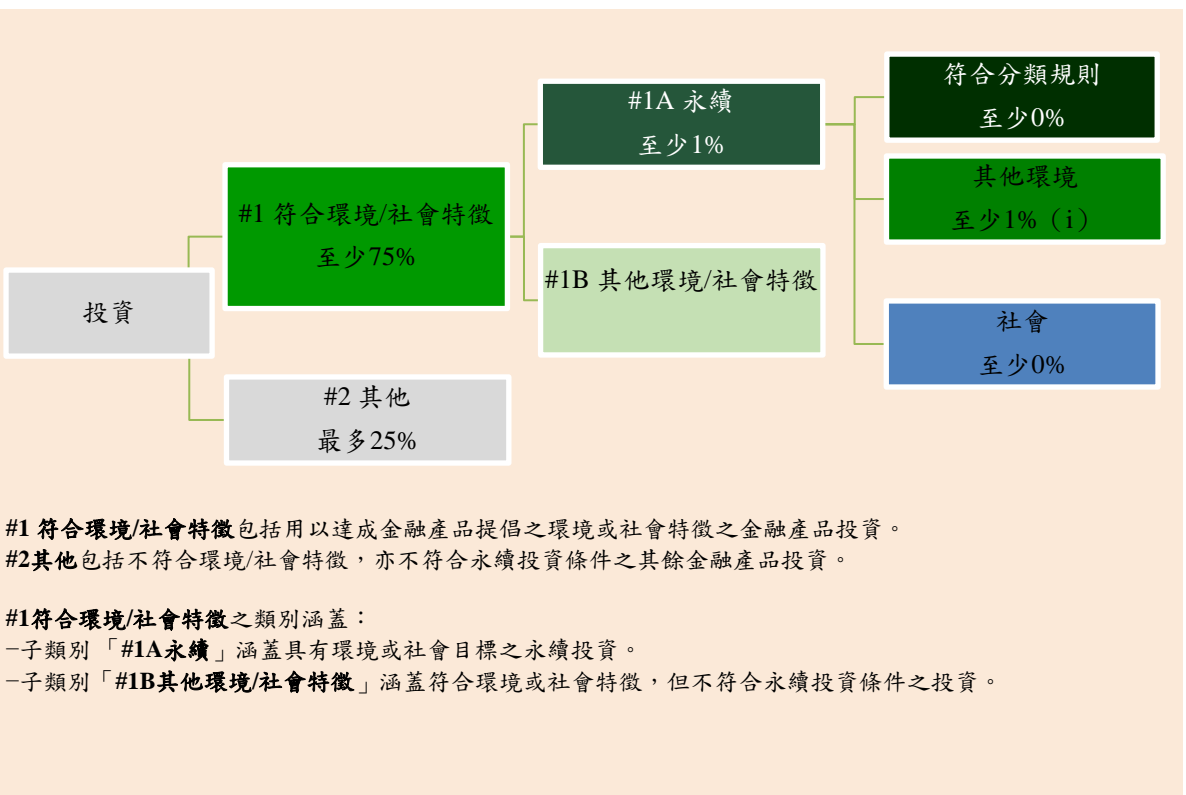 投資
#1 符合環境/社會特徵
至少75%
#2 其他
最多25%
#1A 永續
至少1%
#1B 其他環境/社會特徵
符合分類規則
至少0%
其他環境
至少1%（i）
社會
至少0%
#1 符合環境/社會特徵包括用以達成金融產品提倡之環境或社會特徵之金融產品投資。
#2其他包括不符合環境/社會特徵，亦不符合永續投資條件之其餘金融產品投資。
#1符合環境/社會特徵之類別涵蓋：
−子類別「#1A永續」涵蓋具有環境或社會目標之永續投資。
−子類別「#1B其他環境/社會特徵」涵蓋符合環境或社會特徵，但不符合永續投資條件之投資。